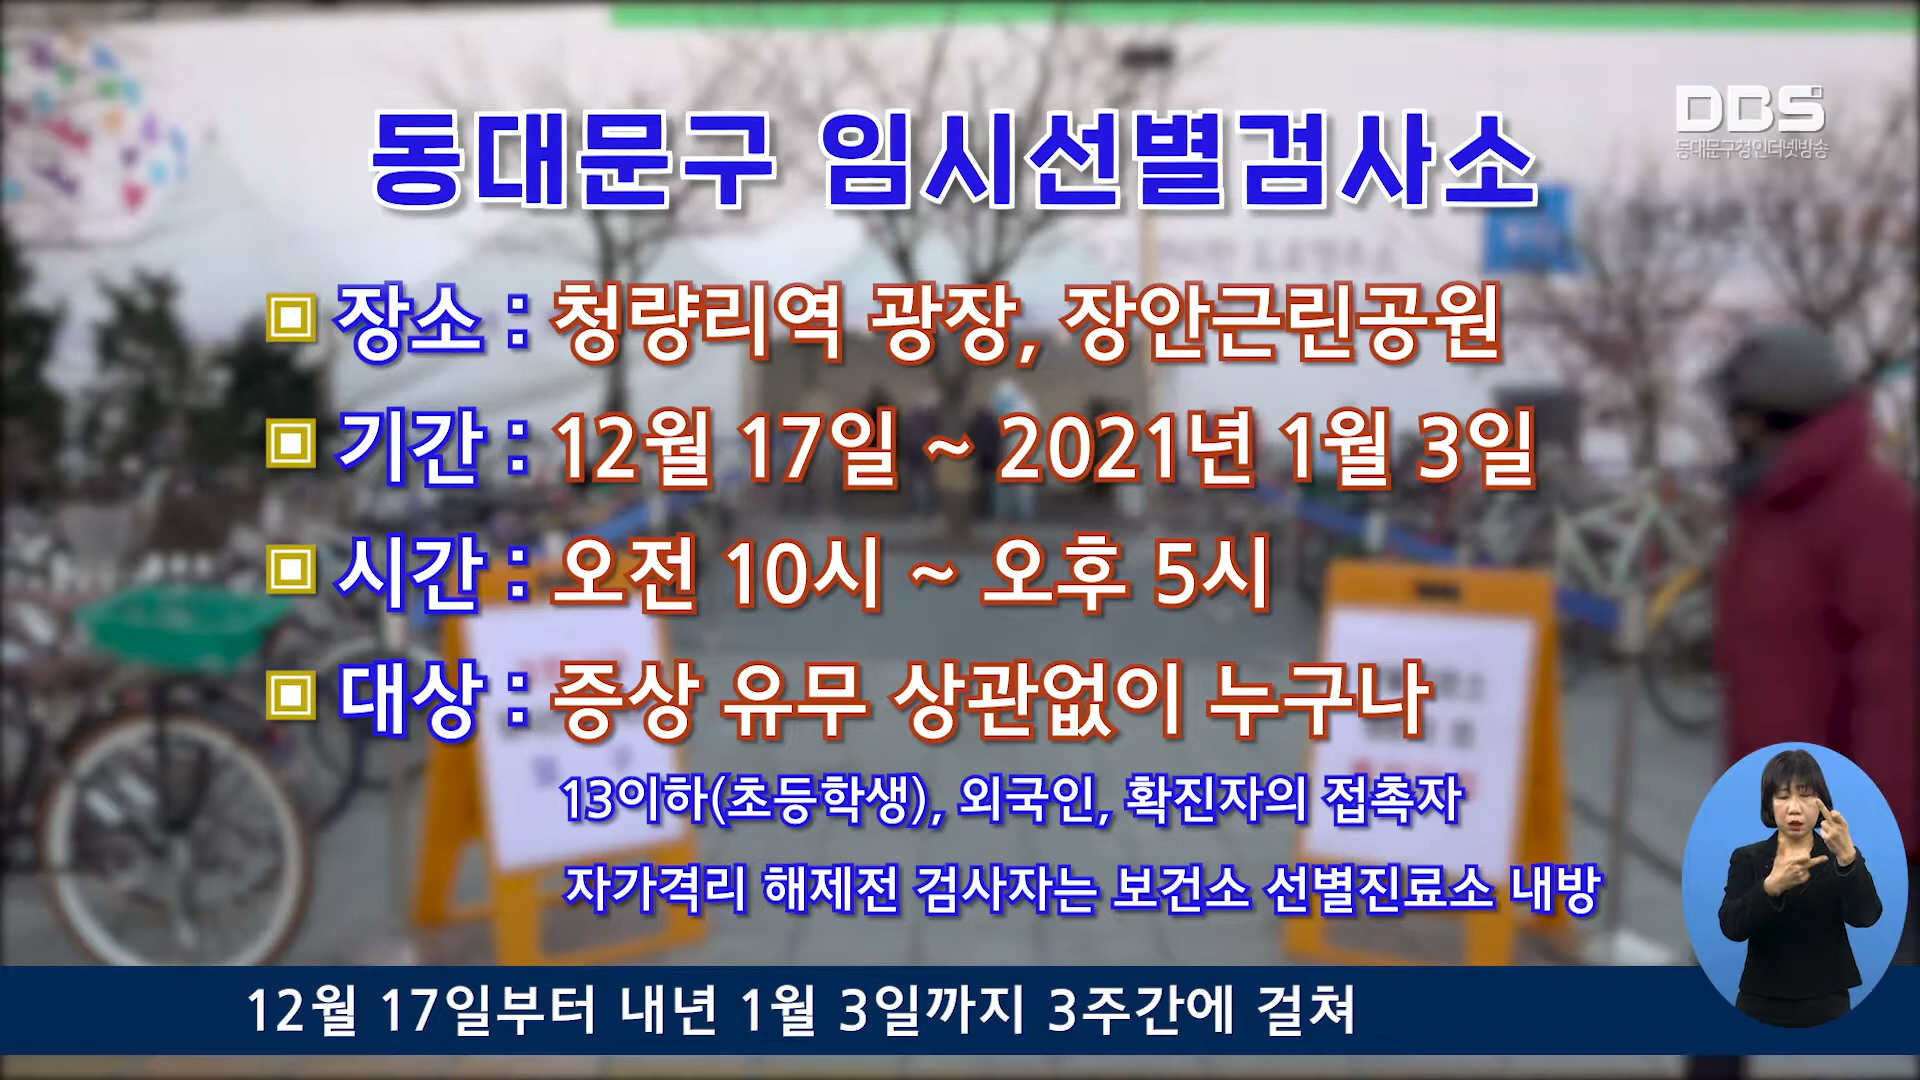 DBS
동대문구청인터넷방송
동대문구 임시선별검사소
장소 : 청량리역 광장, 장안근린공원
기간 : 12월 17일 ~ 2021년 1월 3일
시간 : 오전 10시 ~ 오후 5시
대상 : 증상 유무 상관없이 누구나
13이하(초등학생), 외국인, 확진자의 접촉자
자가격리 해제전 검사자는 보건소 선별진료소 내방
12월 17일부터 내년 1월 3일까지 3주간에 걸쳐